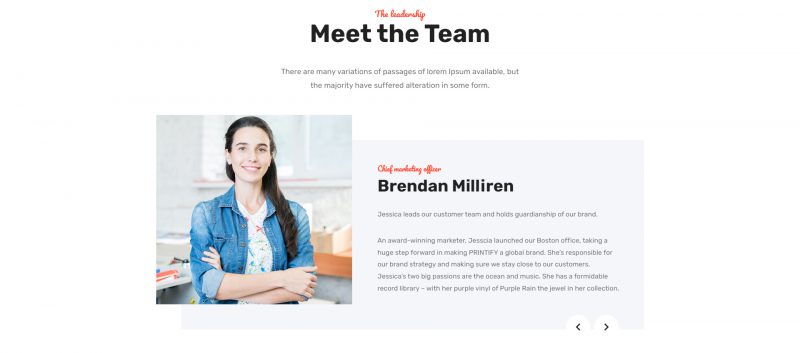 The leadership
Meet the Team
There are many variations of passages of lorem Ipsum available, but
the majority have suffered alteration in some form.
Chief marketing officer
Brendan Milliren
Jessica leads our customer team and holds guardianship of our brand.
An award-winning marketer, Jesscia launched our Boston office, taking a
huge step forward in making PRINTIFY a global brand. She's responsible for
our brand strategy and making sure we stay close to our customers.
Jessica's two big passions are the ocean and music. She has a formidable
record library – with her purple vinyl of Purple Rain the jewel in her collection.